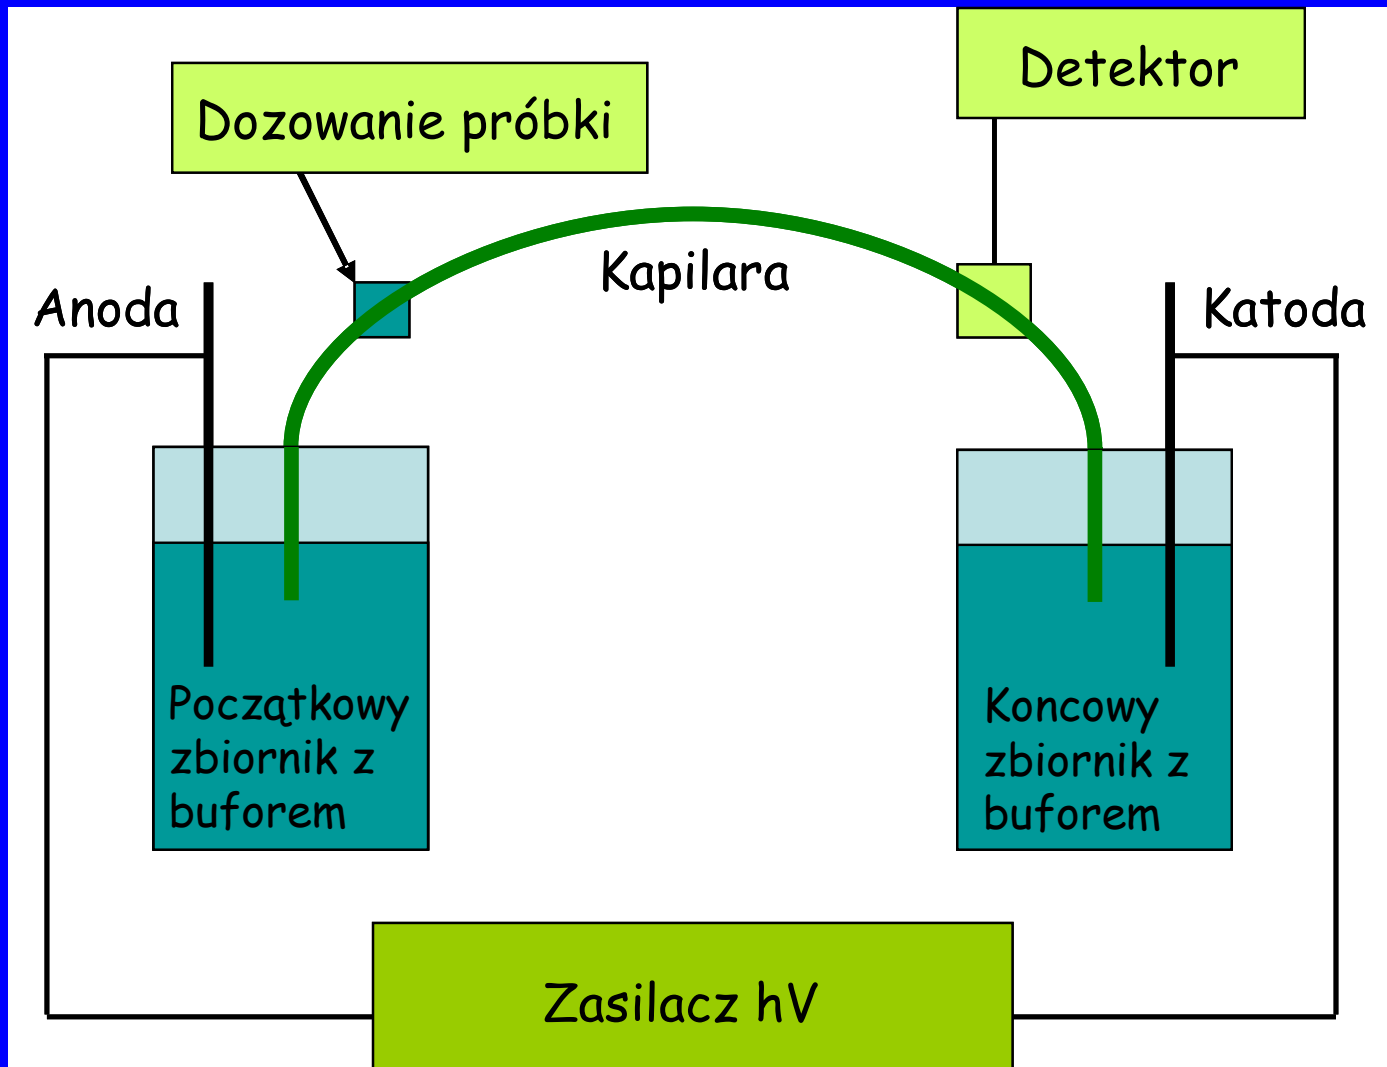 Detektor
Dozowanie próbki
Kapilara
Anoda
Katoda
Początkowy
zbiornik z
buforem
Koncowy
zbiornik z
buforem
Zasilacz hV